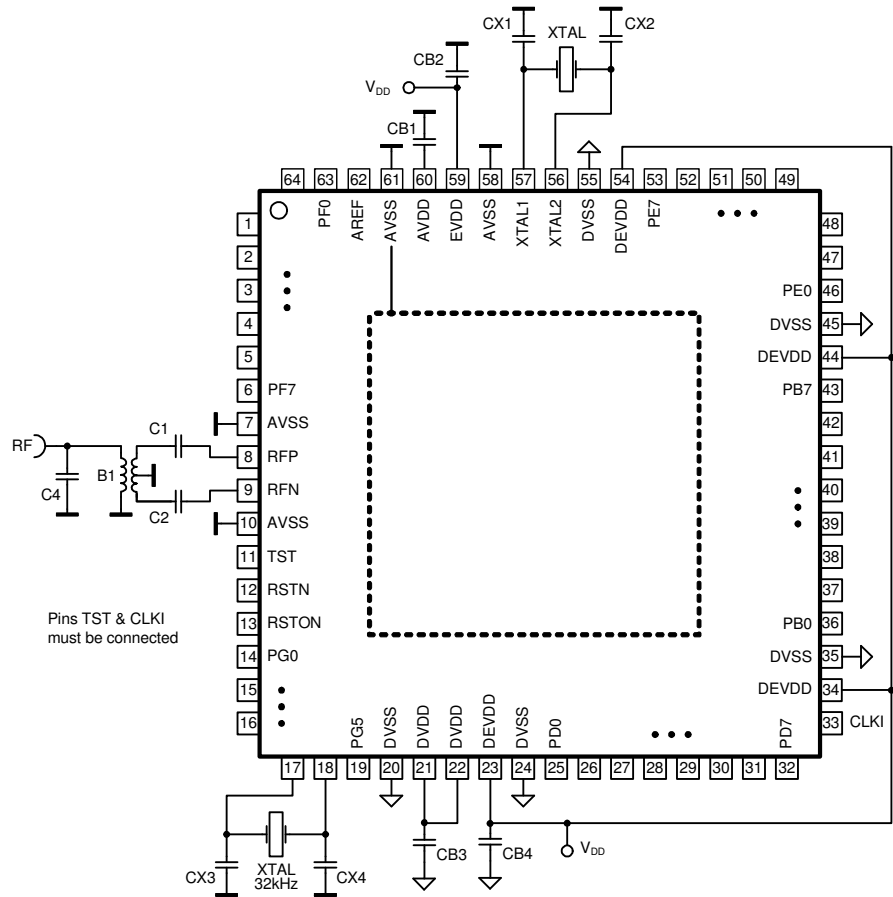 CX1
XTAL
CX2
CB2
V_DD
CB1
64 63 62 61 60 59 58 57 56 55 54 53 52 51 50 49
PF0
AREF
AVSS
AVDD
EVDD
AVSS
XTAL1
XTAL2
DVSS
DEVDD
PE7
1
2
3
4
5
6 PF7
7 AVSS
8 RFP
9 RFN
10 AVSS
11 TST
12 RSTN
13 RSTON
14 PG0
15
16
RF
C4
B1
C1
C2
Pins TST & CLKI
must be connected
48
47
PE0 46
DVSS 45
DEVDD 44
PB7 43
42
41
40
39
38
37
PB0 36
DVSS 35
DEVDD 34
33 CLKI
PG5
DVSS
DVDD
DVDD
DEVDD
DVSS
PD0
PD7
17 18 19 20 21 22 23 24 25 26 27 28 29 30 31 32
CX3
XTAL
32kHz
CX4
CB3
CB4
V_DD